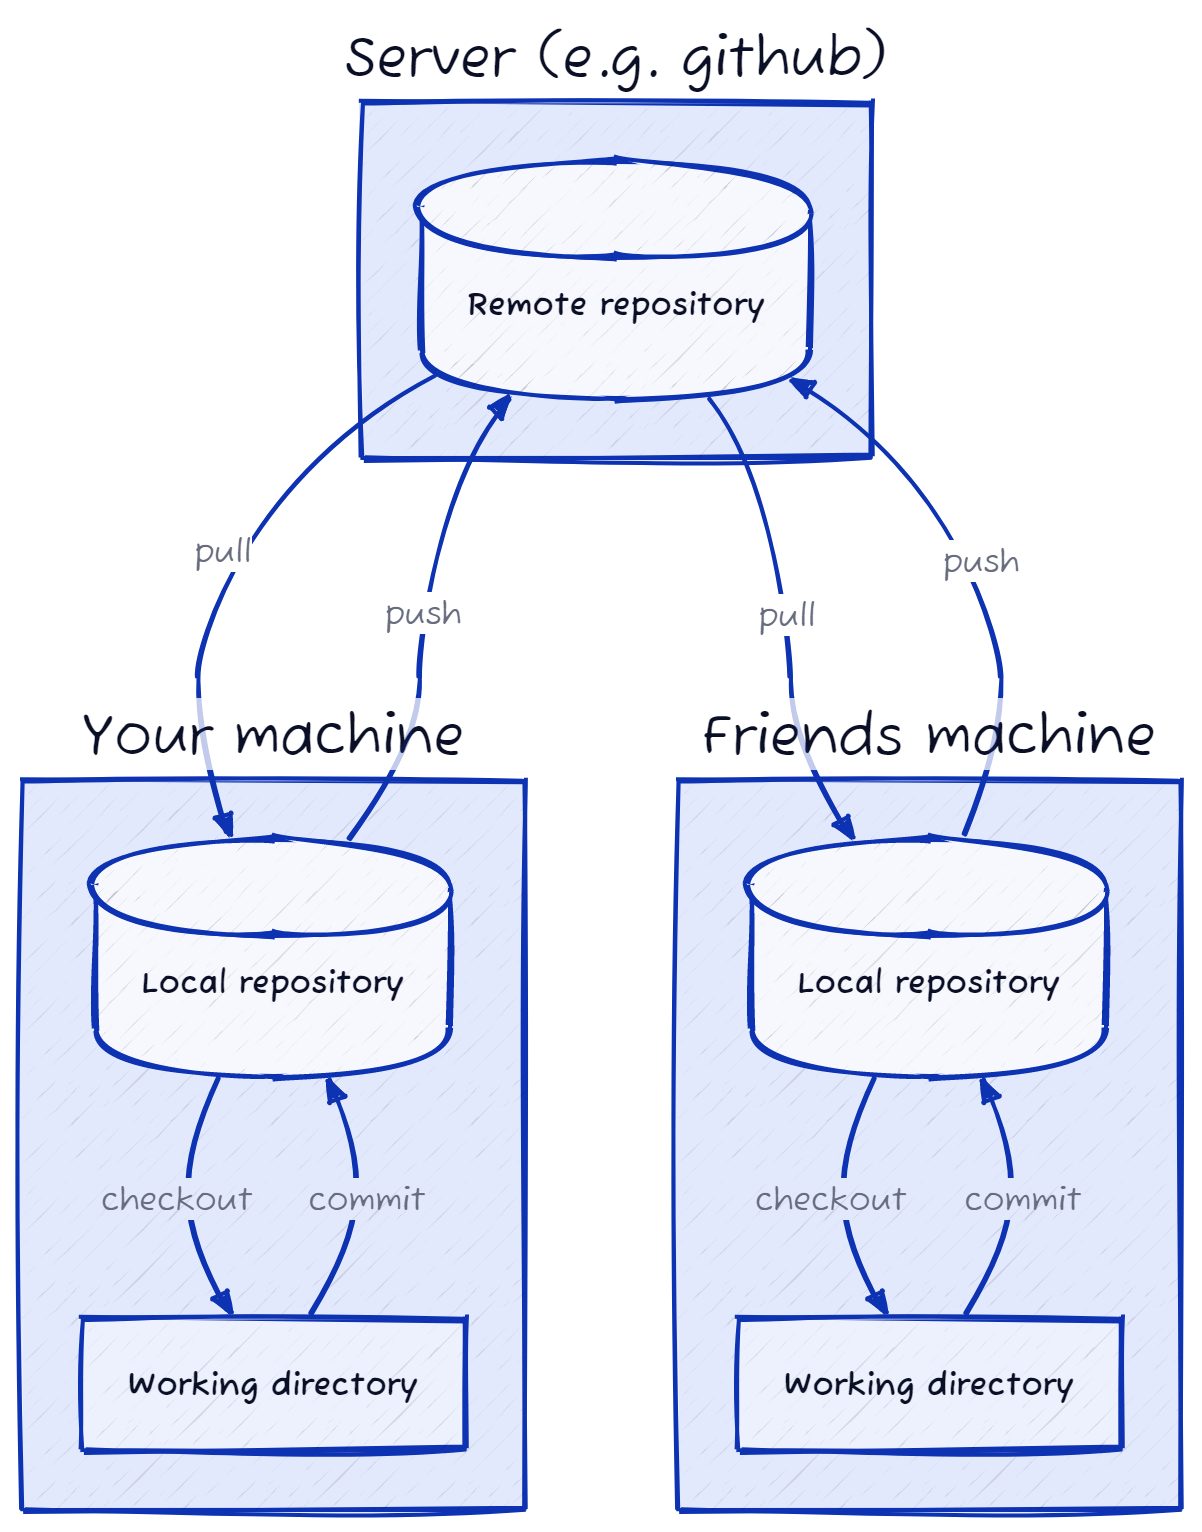 Server (e.g. github)
Remote repository
pull
push
pull
push
Your machine
Friends machine
Local repository
Local repository
checkout
commit
checkout
commit
Working directory
Working directory